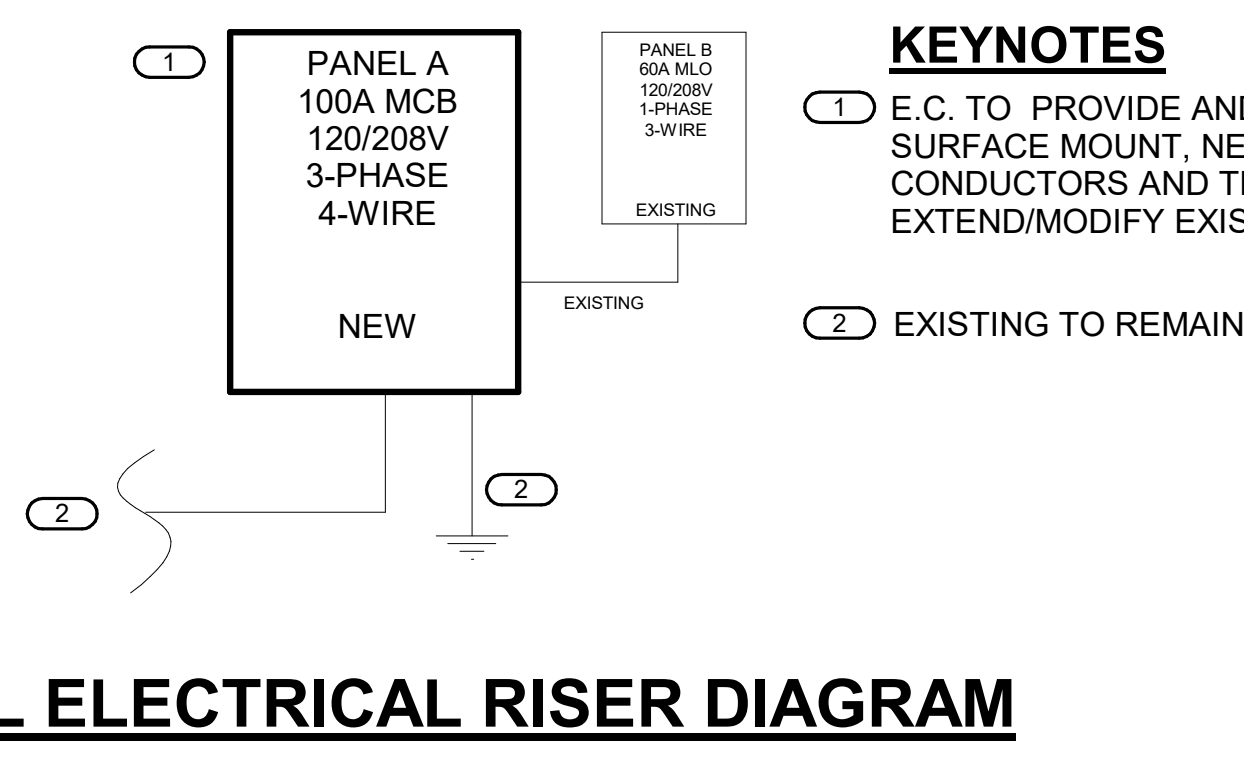 1
PANEL A
100A MCB
120/208V
3-PHASE
4-WIRE
NEW
PANEL B
60A MLO
120/208V
1-PHASE
3-WIRE
EXISTING
EXISTING
2
2
KEYNOTES
1 E.C. TO PROVIDE AND
SURFACE MOUNT, NE
CONDUCTORS AND
EXTEND/MODIFY
2 EXISTING TO REMAIN
ELECTRICAL RISER DIAGRAM